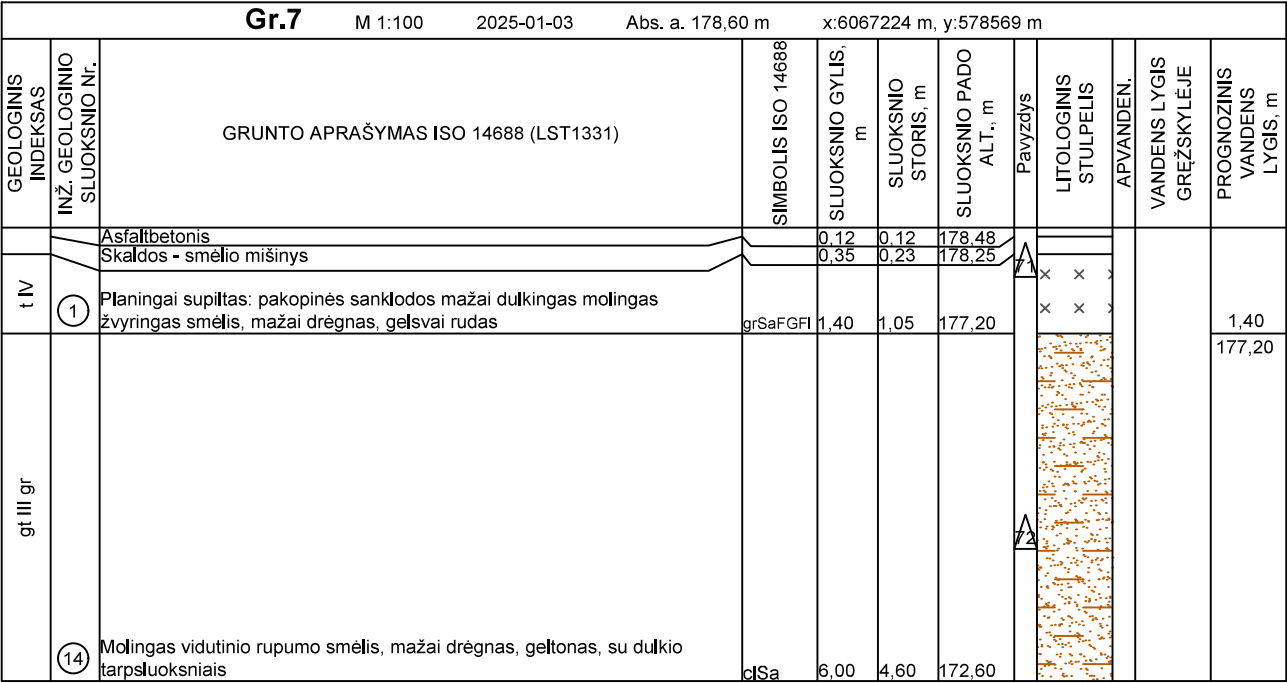 Gr.7 M 1:100 2025-01-03 Abs. a. 178,60 m x:6067224 m, y:578569 m
GEOLOGINIS
INDEKSAS
INŽ. GEOLOGINIO
SLUOKSNIO Nr.
GRUNTO APRAŠYMAS ISO 14688 (LST1331)
SIMBOLIS ISO 14688
SLUOKSNIO GYLIS,
m
SLUOKSNIO
STORIS, m
SLUOKSNIO PADO
ALT., m
Pavyzdys
LITOLOGINIS
STULPELIS
APVANDEN.
VANDENS LYGIS
GRĘŽSKYLĖJE
PROGNOZINIS
VANDENS
LYGIS, m
Asfaltbetonis 0,12 0,12 178,48
Skaldos - smėlio mišinys 0,35 0,23 178,25
71
t IV
1
Planingai supiltas: pakopinės sanklodos mažai dulkingas molingas
žvyringas smėlis, mažai drėgnas, gelsvai rudas grSaFGFI 1,40 1,05 177,20 1,40
177,20
gt III gr
72
14
Molingas vidutinio rupumo smėlis, mažai drėgnas, geltonas, su dulkio
tarpsluoksniais clSa 6,00 4,60 172,60